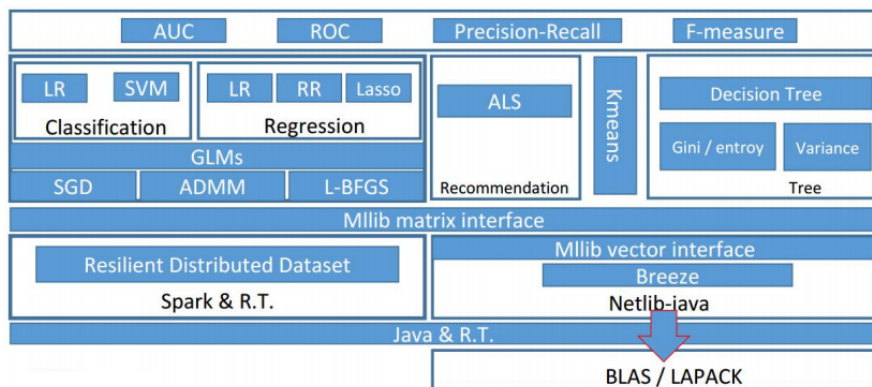 AUC ROC Precision-Recall F-measure
LR SVM LR RR Lasso
Classification Regression
GLMs
SGD ADMM L-BFGS
ALS
Recommendation
Kmeans
Decision Tree
Gini / entroy Variance
Tree
Mllib matrix interface
Resilient Distributed Dataset
Spark & R.T.
Mllib vector interface
Breeze
Netlib-java
Java & R.T.
BLAS / LAPACK